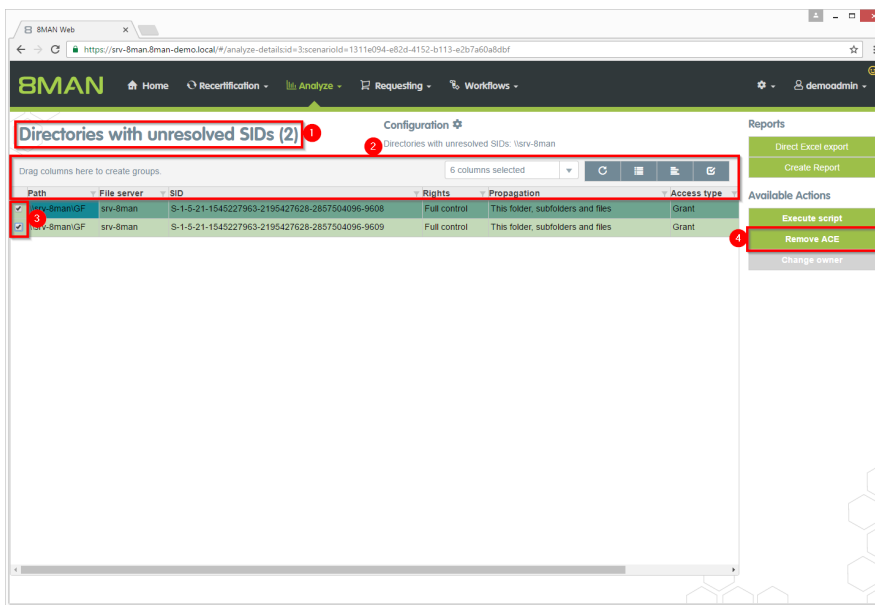 8MAN Web
https://srv-8man.8man-demo.local/#/analyze-details;id=3;scenarioId=1311e094-e82d-4152-b113-e2b7a60a8dbf
8MAN Home Recertification Analyze Requesting Workflows demoadmin
Directories with unresolved SIDs (2) 1
Configuration
2 Directories with unresolved SIDs: \\srv-8man
Reports
Direct Excel export
Create Report
Drag columns here to create groups.
6 columns selected
Path File server SID Rights Propagation Access type
\\srv-8man\GF srv-8man S-1-5-21-1545227963-2195427628-2857504096-9608 Full control This folder, subfolders and files Grant
3
\\srv-8man\GF srv-8man S-1-5-21-1545227963-2195427628-2857504096-9609 Full control This folder, subfolders and files Grant
Available Actions
Execute script
4 Remove ACE
Change owner